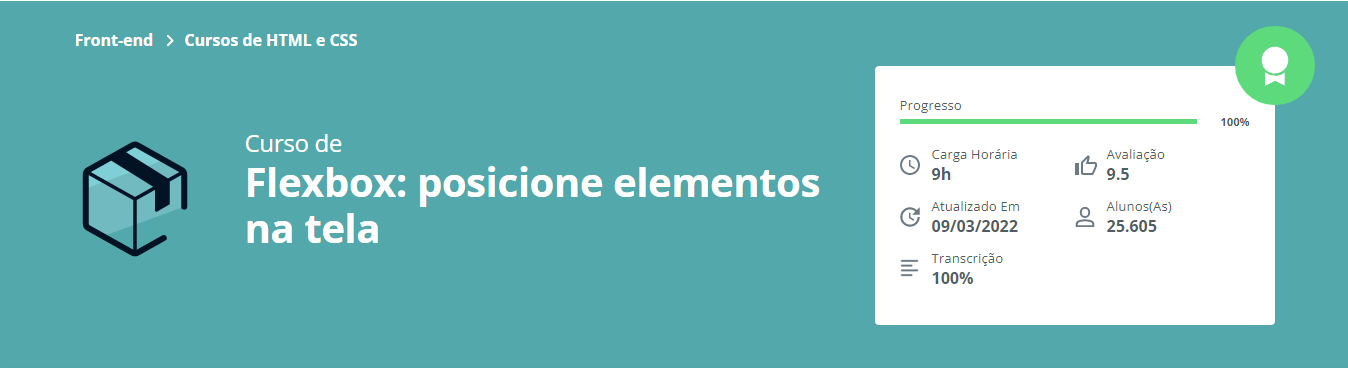 Front-end > Cursos de HTML e CSS
Curso de
Flexbox: posicione elementos
na tela
Progresso
100%
Carga Horária
9h
Avaliação
9.5
Atualizado Em
09/03/2022
Alunos(As)
25.605
Transcrição
100%